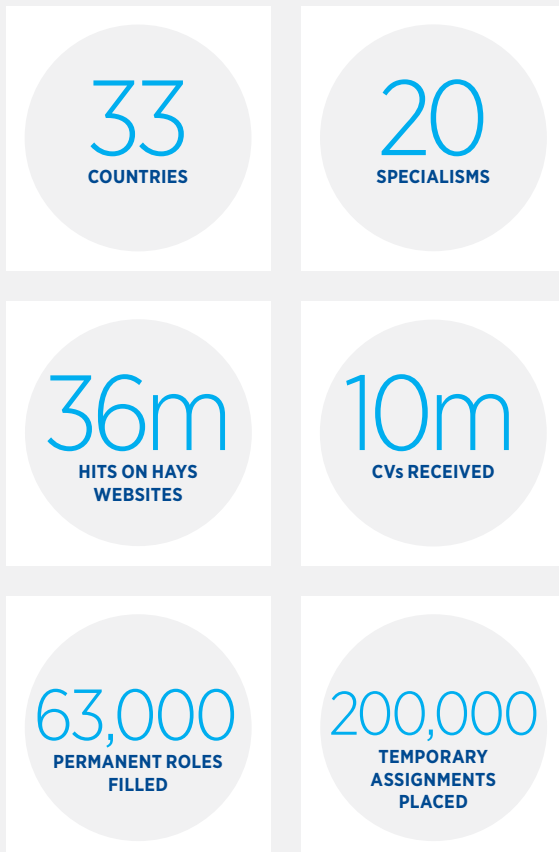 33
COUNTRIES
20
SPECIALISMS
36m
HITS ON HAYS
WEBSITES
10m
CVs RECEIVED
63,000
PERMANENT ROLES
FILLED
200,000
TEMPORARY
ASSIGNMENTS
PLACED